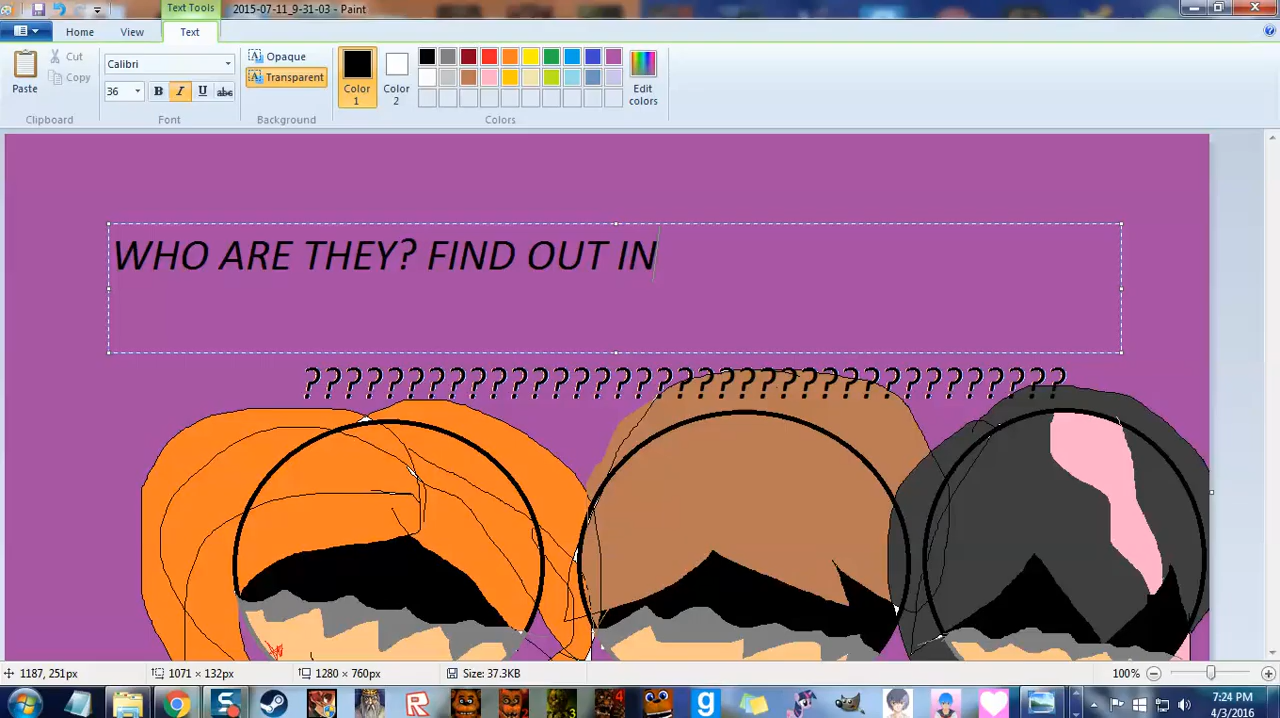 Text Tools
2015-07-11_9-31-03 - Paint
Home View Text
Paste
Cut
Copy
Clipboard
Calibri
36 B I U abc
Font
Opaque
Transparent
Background
Color 1
Color 2
Edit colors
Colors
WHO ARE THEY? FIND OUT IN
?????????????????????????????????????
1187, 251px
1071 × 132px
1280 × 760px
Size: 37.3KB
100%
7:24 PM
4/3/2016